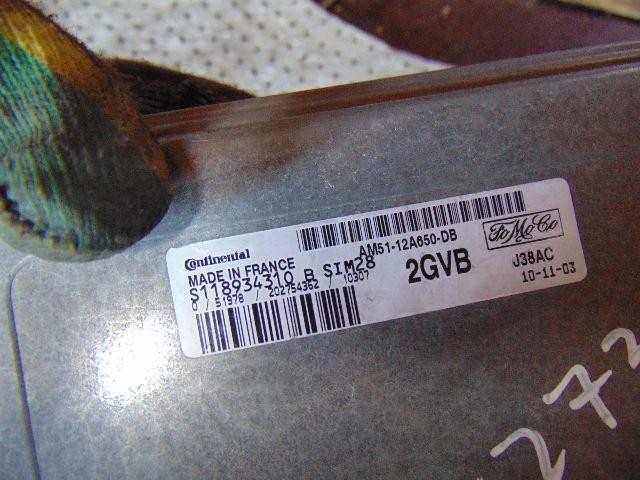 Continental
MADE IN FRANCE
S118934310 B SIM28
0 / 51978 / 202754362 / 10307
AM51-12A650-DB
2GVB
FoMoCo
J38AC
10-11-03
272